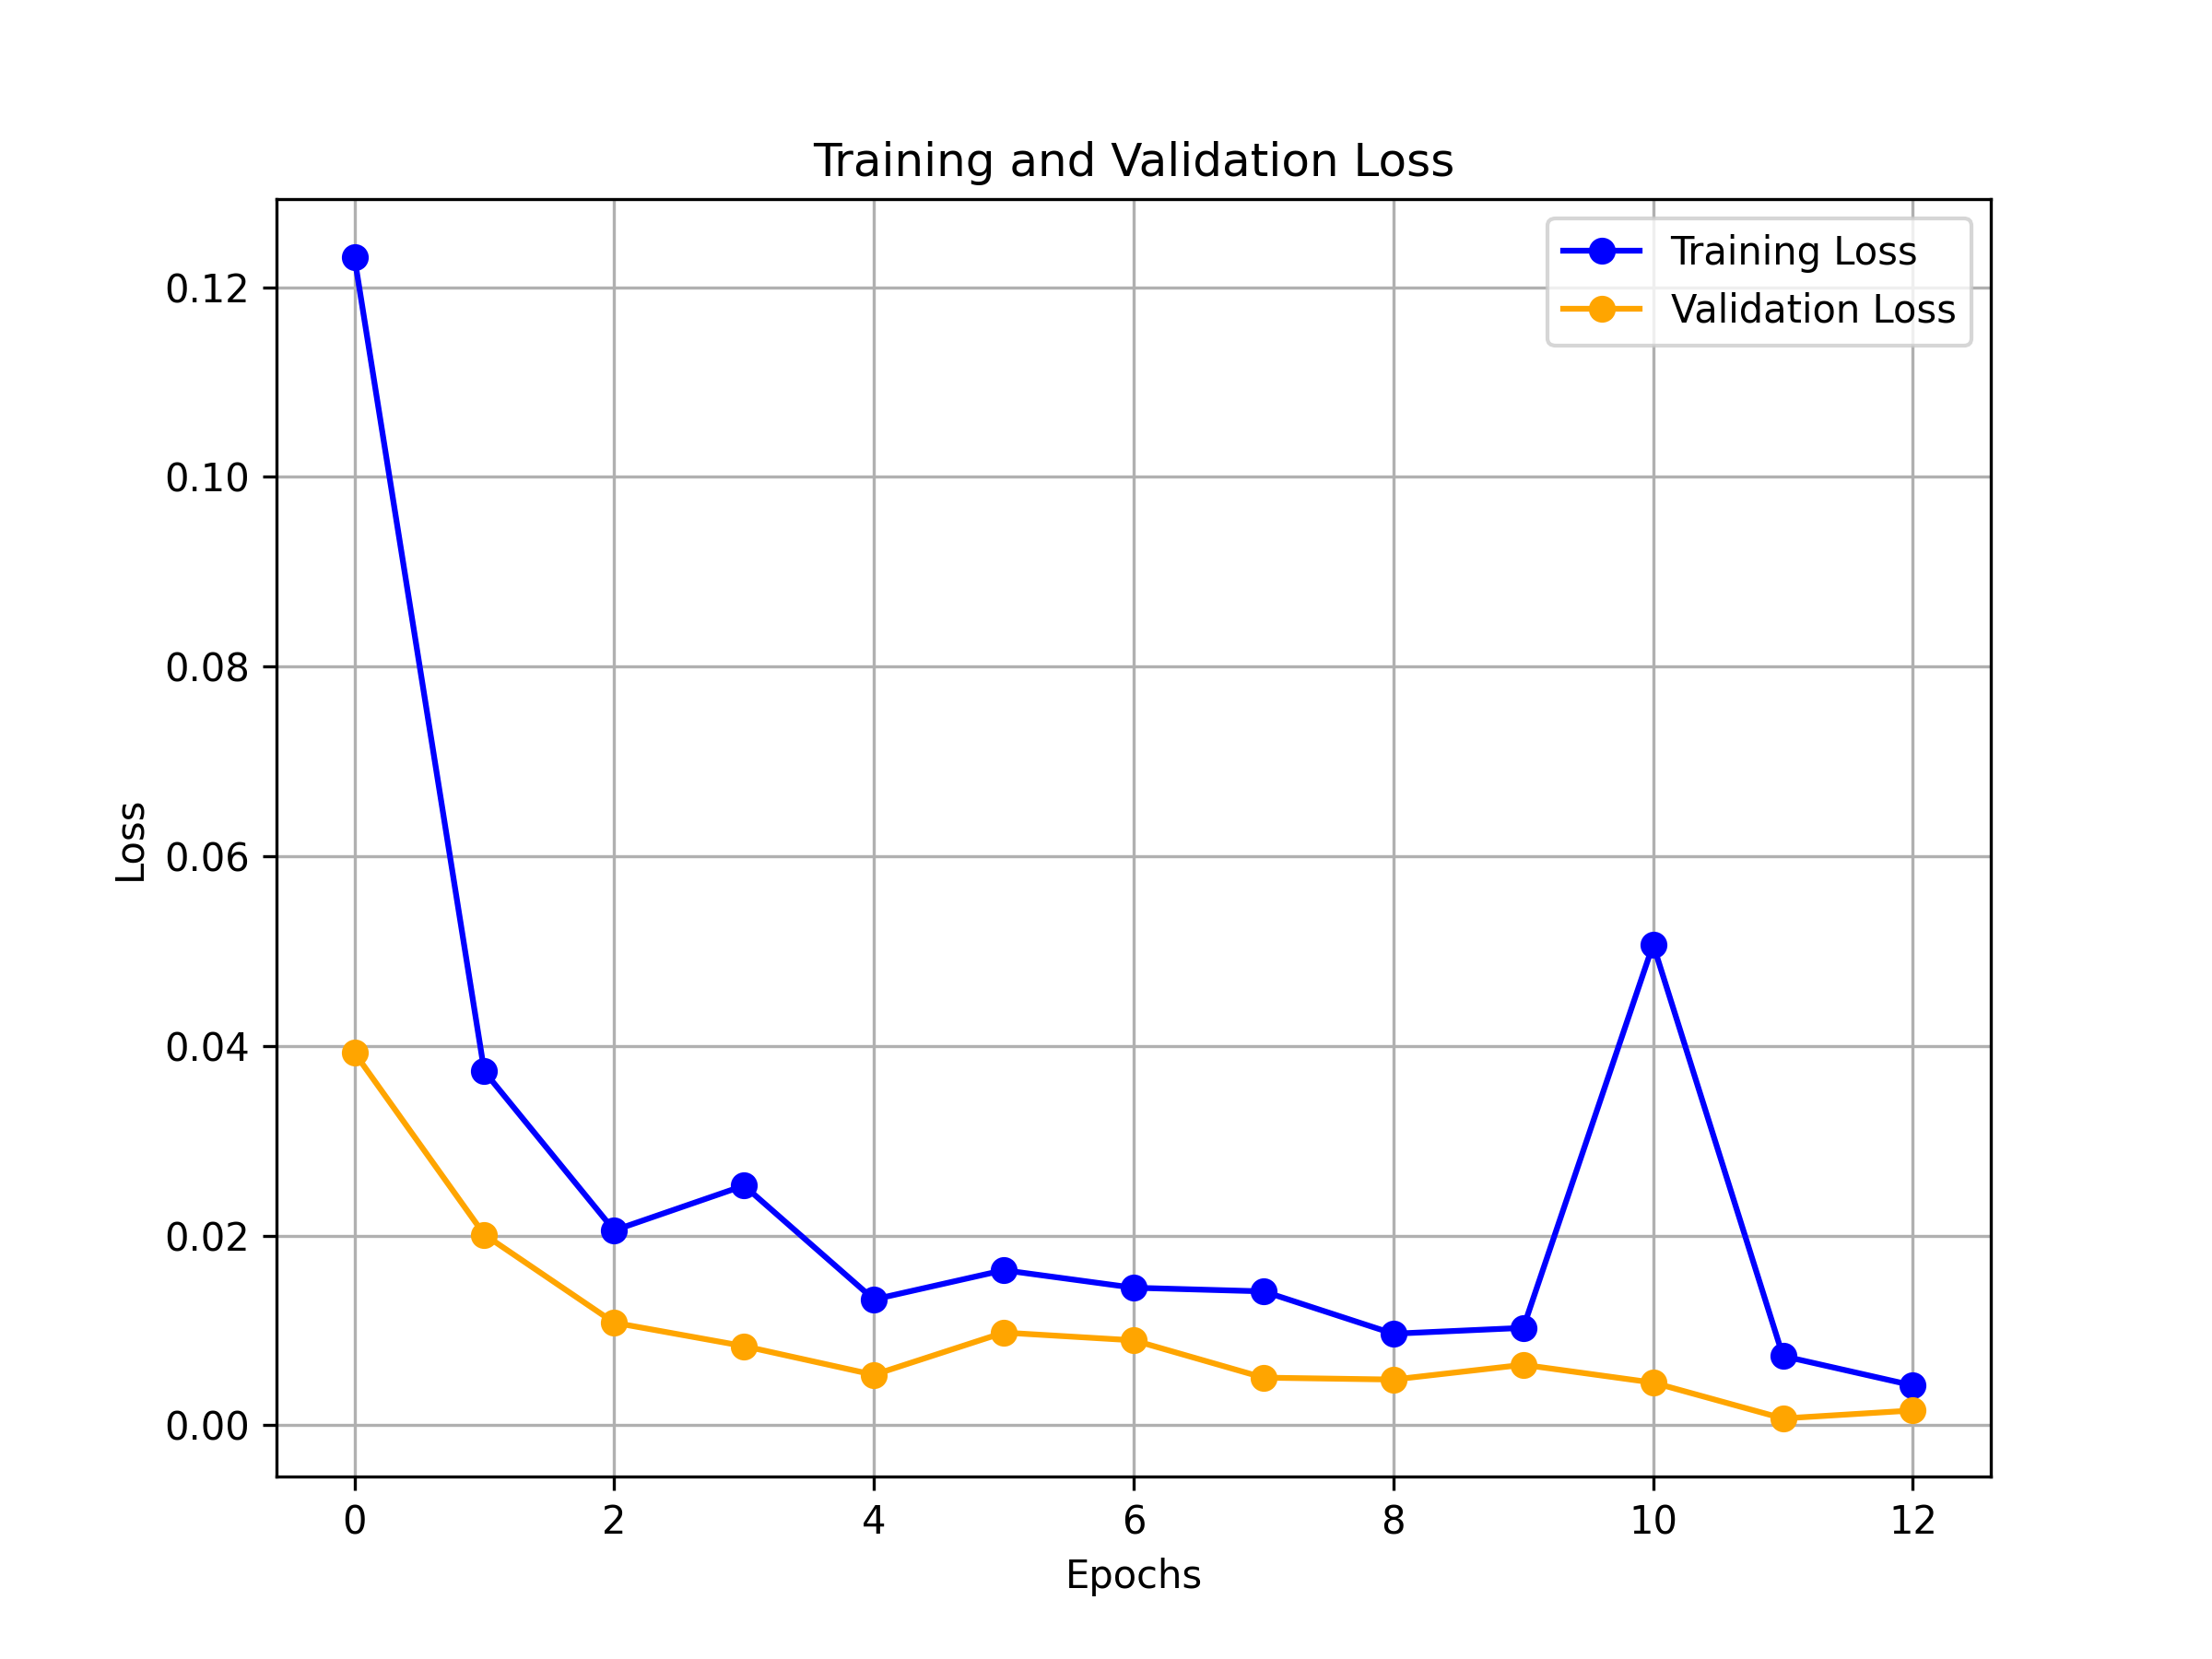 Training and Validation Loss
Training Loss
Validation Loss
0.12
0.10
0.08
0.06
0.04
0.02
0.00
Loss
0 2 4 6 8 10 12
Epochs